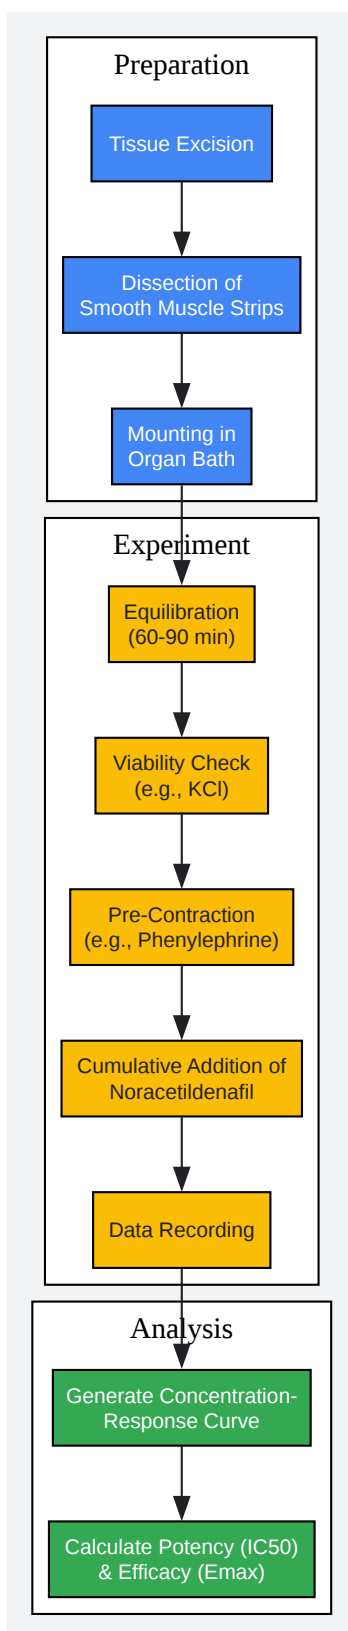 Preparation
Tissue Excision
Dissection of
Smooth Muscle Strips
Mounting in
Organ Bath
Experiment
Equilibration
(60-90 min)
Viability Check
(e.g., KCl)
Pre-Contraction
(e.g., Phenylephrine)
Cumulative Addition of
Noracetildenafil
Data Recording
Analysis
Generate Concentration-
Response Curve
Calculate Potency (IC50)
& Efficacy (Emax)